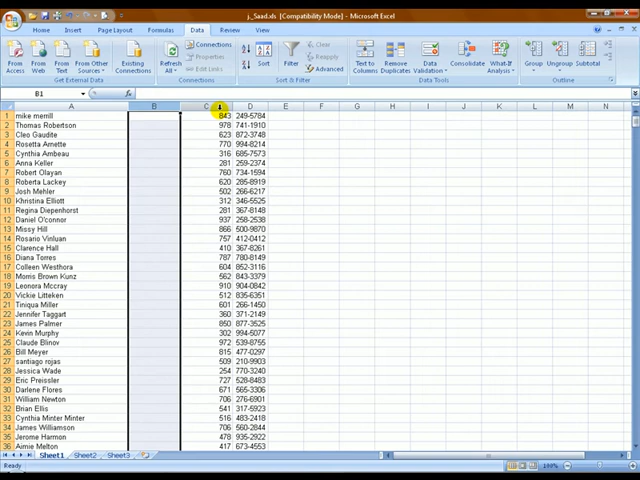 j._Saad.xls [Compatibility Mode] - Microsoft Excel
Home Insert Page Layout Formulas Data Review View
From Access From Web From Text From Other Sources Existing Connections Refresh All Connections Properties Edit Links Sort Filter Clear Reapply Advanced Text to Columns Remove Duplicates Data Validation Consolidate What-If Analysis Group Ungroup Subtotal
Get External Data Connections Sort & Filter Data Tools Outline
B1 fx
A B C D E F G H I J K L M N
1 mike merrill 843 249-5784
2 Thomas Robertson 978 741-1910
3 Cleo Gaudite 623 872-3748
4 Rosetta Arnette 770 994-8214
5 Cynthia Ambeau 316 685-7573
6 Anna Keller 281 259-2374
7 Robert Olayan 760 734-1594
8 Roberta Lackey 620 285-8919
9 Josh Mehler 502 266-6217
10 Khristina Elliott 312 346-5525
11 Regina Diepenhorst 281 367-8148
12 Daniel O'connor 937 258-2538
13 Missy Hill 866 500-9870
14 Rosario Vinluan 757 412-0412
15 Clarence Hall 410 367-8261
16 Diana Torres 787 780-8149
17 Colleen Westhora 604 852-3116
18 Morris Brown Kunz 562 843-3379
19 Leonora Mccray 910 904-0842
20 Vickie Litteken 512 835-6351
21 Tiniqua Miller 601 266-1450
22 Jennifer Taggart 360 371-2149
23 James Palmer 850 877-3525
24 Kevin Murphy 302 994-5077
25 Claude Blinov 972 539-8755
26 Bill Meyer 815 477-0297
27 santiago rojas 509 210-9903
28 Jessica Wade 254 770-3240
29 Eric Preissler 727 528-8483
30 Darlene Flores 671 565-3306
31 William Newton 706 276-6901
32 Brian Ellis 541 317-5923
33 Cynthia Minter Minter 516 483-2418
34 James Williamson 706 560-2844
35 Jerome Harmon 478 935-2922
36 Aimie Melton 417 673-4553
Sheet1 Sheet2 Sheet3
Ready 100%